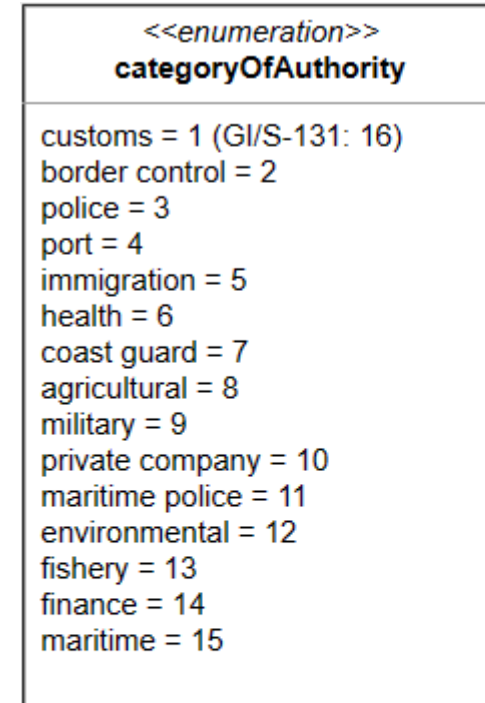 <<enumeration>>
categoryOfAuthority
customs = 1 (GI/S-131: 16)
border control = 2
police = 3
port = 4
immigration = 5
health = 6
coast guard = 7
agricultural = 8
military = 9
private company = 10
maritime police = 11
environmental = 12
fishery = 13
finance = 14
maritime = 15